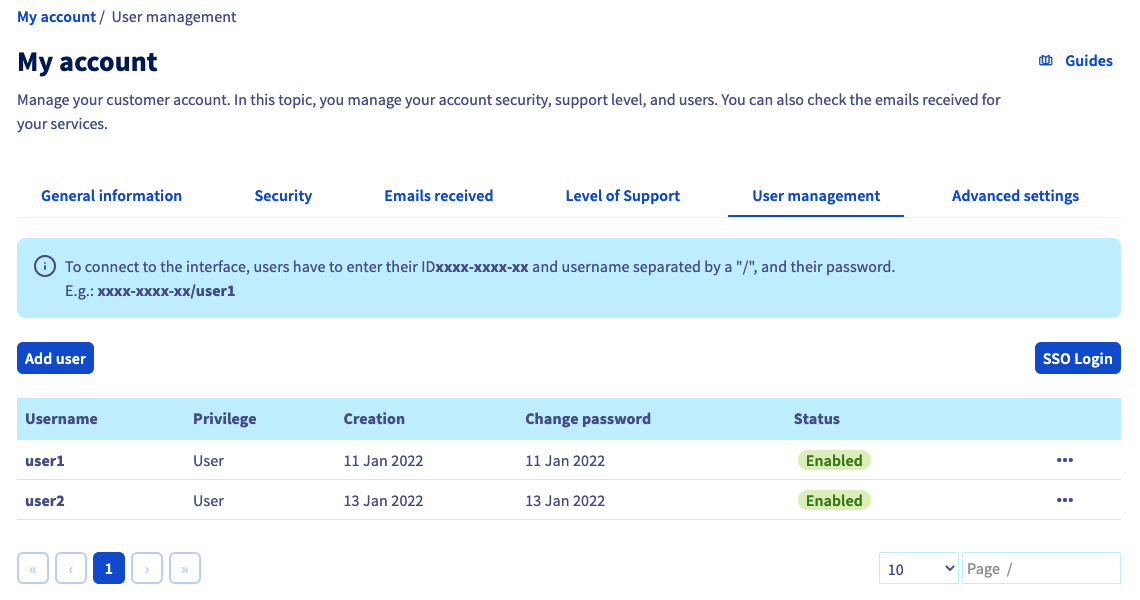 My account / User management
My account
Guides
Manage your customer account. In this topic, you manage your account security, support level, and users. You can also check the emails received for
your services.
General information Security Emails received Level of Support User management Advanced settings
To connect to the interface, users have to enter their IDxxxx-xxxx-xx and username separated by a "/", and their password.
E.g.: xxxx-xxxx-xx/user1
Add user SSO Login
Username Privilege Creation Change password Status
user1 User 11 Jan 2022 11 Jan 2022 Enabled •••
user2 User 13 Jan 2022 13 Jan 2022 Enabled •••
« ‹ 1 › » 10 Page /